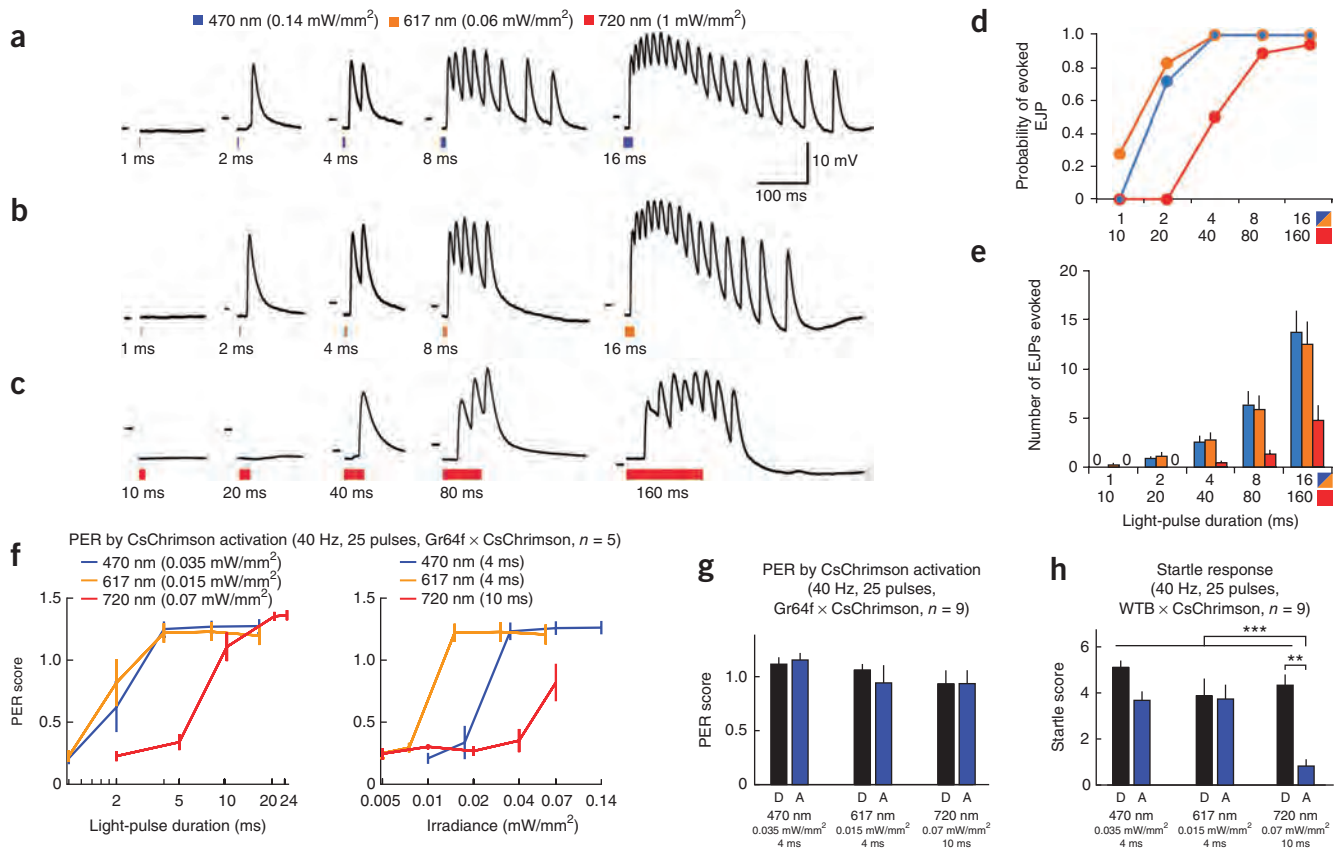 470 nm (0.14 mW/mm²) 617 nm (0.06 mW/mm²) 720 nm (1 mW/mm²)
a
1 ms 2 ms 4 ms 8 ms 16 ms
10 mV
100 ms
b
1 ms 2 ms 4 ms 8 ms 16 ms
c
10 ms 20 ms 40 ms 80 ms 160 ms
d
Probability of evoked
EJP
1.0
0.8
0.6
0.4
0.2
0
1 2 4 8 16
10 20 40 80 160
e
Number of EJPs evoked
20
15
10
5
0
0 0 0
1 2 4 8 16
10 20 40 80 160
Light-pulse duration (ms)
f
PER by CsChrimson activation (40 Hz, 25 pulses, Gr64f × CsChrimson, n = 5)
470 nm (0.035 mW/mm²)
617 nm (0.015 mW/mm²)
720 nm (0.07 mW/mm²)
PER score
1.5
1.0
0.5
0
2 5 10 20 24
Light-pulse duration (ms)
470 nm (4 ms)
617 nm (4 ms)
720 nm (10 ms)
1.5
1.0
0.5
0
0.005 0.01 0.02 0.04 0.07 0.14
Irradiance (mW/mm²)
g
PER by CsChrimson activation
(40 Hz, 25 pulses,
Gr64f × CsChrimson, n = 9)
PER score
1.0
0.5
0
D A D A D A
470 nm 617 nm 720 nm
0.035 mW/mm² 0.015 mW/mm² 0.07 mW/mm²
4 ms 4 ms 10 ms
h
Startle response
(40 Hz, 25 pulses,
WTB × CsChrimson, n = 9)
***
**
Startle score
6
4
2
0
D A D A D A
470 nm 617 nm 720 nm
0.035 mW/mm² 0.015 mW/mm² 0.07 mW/mm²
4 ms 4 ms 10 ms